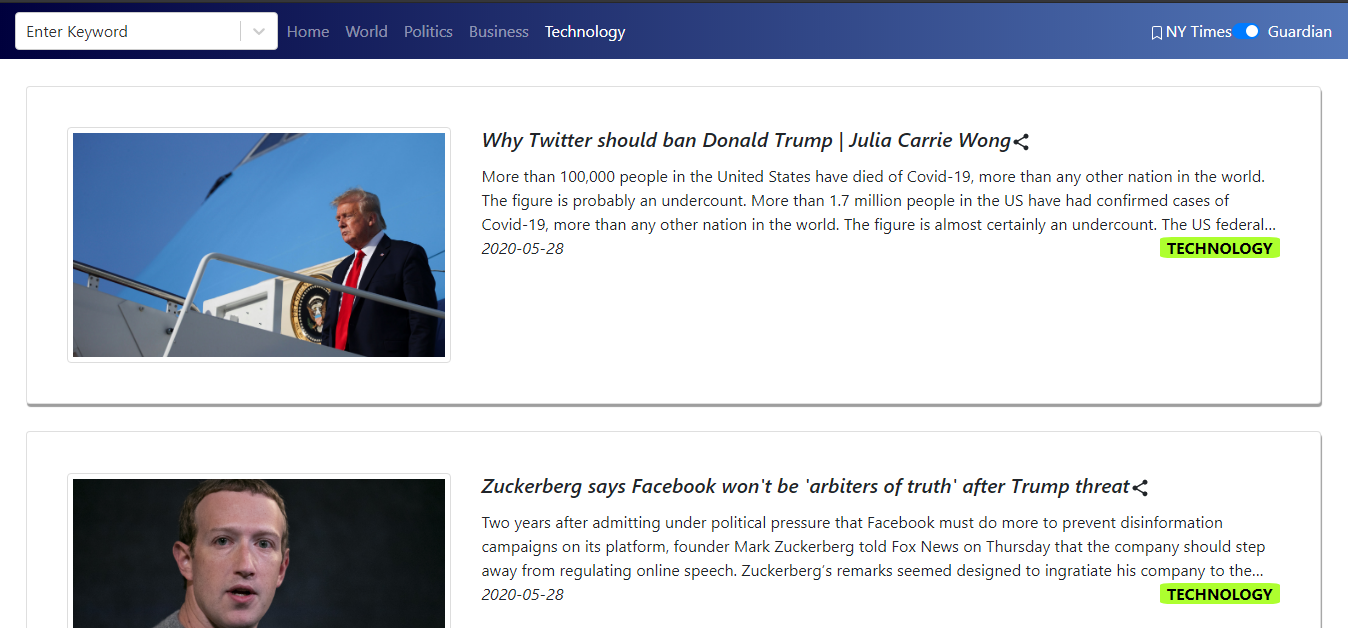 Enter Keyword Home World Politics Business Technology NY Times Guardian
Why Twitter should ban Donald Trump | Julia Carrie Wong
More than 100,000 people in the United States have died of Covid-19, more than any other nation in the world.
The figure is probably an undercount. More than 1.7 million people in the US have had confirmed cases of
Covid-19, more than any other nation in the world. The figure is almost certainly an undercount. The US federal...
2020-05-28 TECHNOLOGY
Zuckerberg says Facebook won't be 'arbiters of truth' after Trump threat
Two years after admitting under political pressure that Facebook must do more to prevent disinformation
campaigns on its platform, founder Mark Zuckerberg told Fox News on Thursday that the company should step
away from regulating online speech. Zuckerberg’s remarks seemed designed to ingratiate his company to the...
2020-05-28 TECHNOLOGY